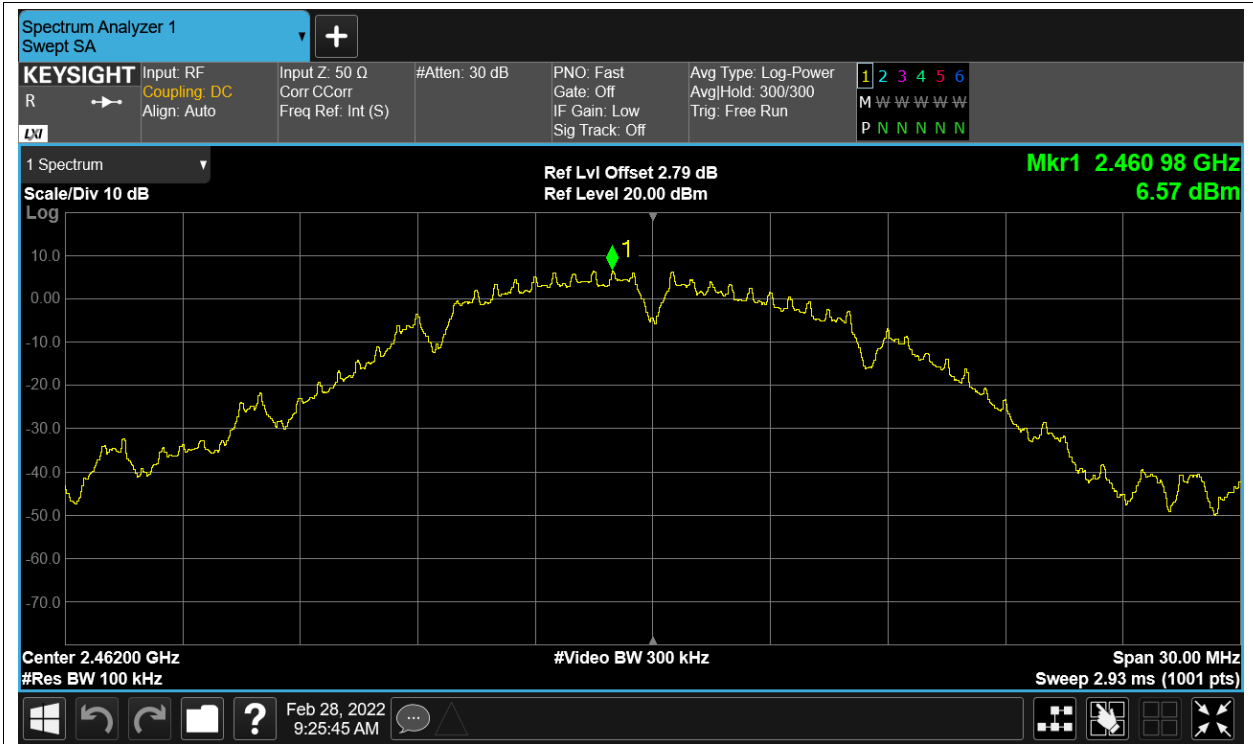 Spectrum Analyzer 1
Swept SA
KEYSIGHT
R
LXI
Input: RF
Coupling: DC
Align: Auto
Input Z: 50 Ω
Corr CCorr
Freq Ref: Int (S)
#Atten: 30 dB
PNO: Fast
Gate: Off
IF Gain: Low
Sig Track: Off
Avg Type: Log-Power
Avg|Hold: 300/300
Trig: Free Run
1 2 3 4 5 6
M W W W W W
P N N N N N
1 Spectrum
Scale/Div 10 dB
Log
Ref Lvl Offset 2.79 dB
Ref Level 20.00 dBm
Mkr1 2.460 98 GHz
6.57 dBm
1
10.0
0.00
-10.0
-20.0
-30.0
-40.0
-50.0
-60.0
-70.0
Center 2.46200 GHz
#Res BW 100 kHz
#Video BW 300 kHz
Span 30.00 MHz
Sweep 2.93 ms (1001 pts)
?
Feb 28, 2022
9:25:45 AM